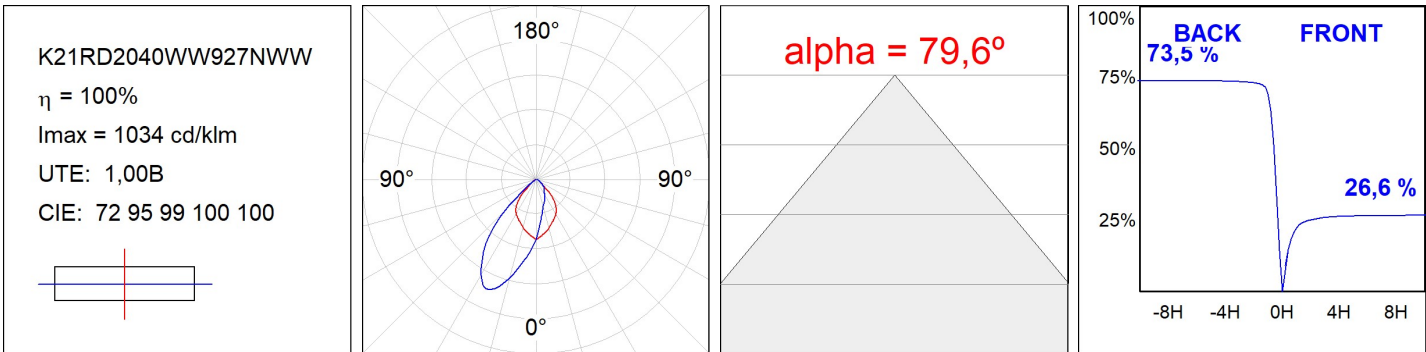 K21RD2040WW927NWW
η = 100%
Imax = 1034 cd/klm
UTE: 1,00B
CIE: 72 95 99 100 100
180°
90° 90°
0°
alpha = 79,6º
100%
BACK FRONT
73,5 %
75%
50%
26,6 %
25%
-8H -4H 0H 4H 8H